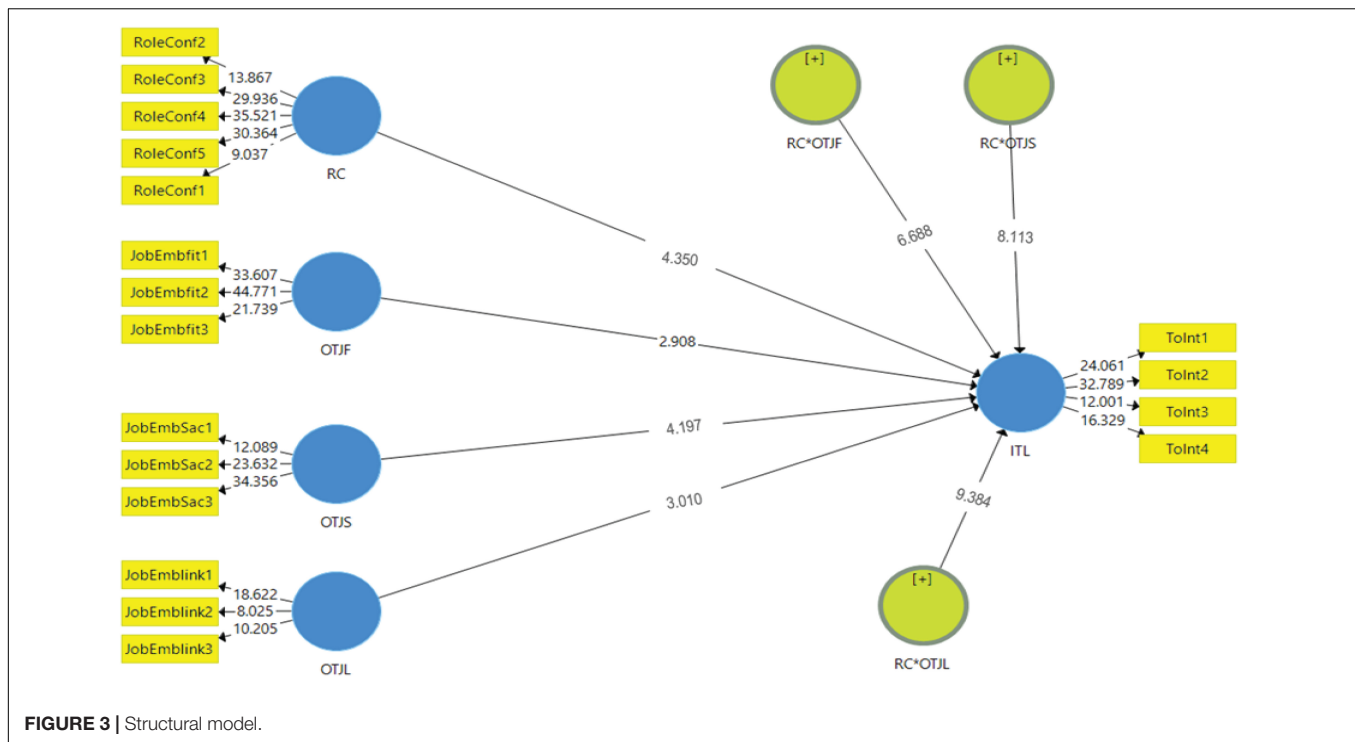 RoleConf2
13.867
RoleConf3
29.936
RoleConf4
35.521
RoleConf5
30.364
RoleConf1
9.037
RC
JobEmbfit1
33.607
JobEmbfit2
44.771
JobEmbfit3
21.739
OTJF
JobEmbSac1
12.089
JobEmbSac2
23.632
JobEmbSac3
34.356
OTJS
JobEmblink1
18.622
JobEmblink2
8.025
JobEmblink3
10.205
OTJL
4.350
2.908
4.197
3.010
[+]
RC*OTJF
6.688
[+]
RC*OTJS
8.113
ITL
24.061
ToInt1
32.789
ToInt2
12.001
ToInt3
16.329
ToInt4
9.384
[+]
RC*OTJL
FIGURE 3 | Structural model.